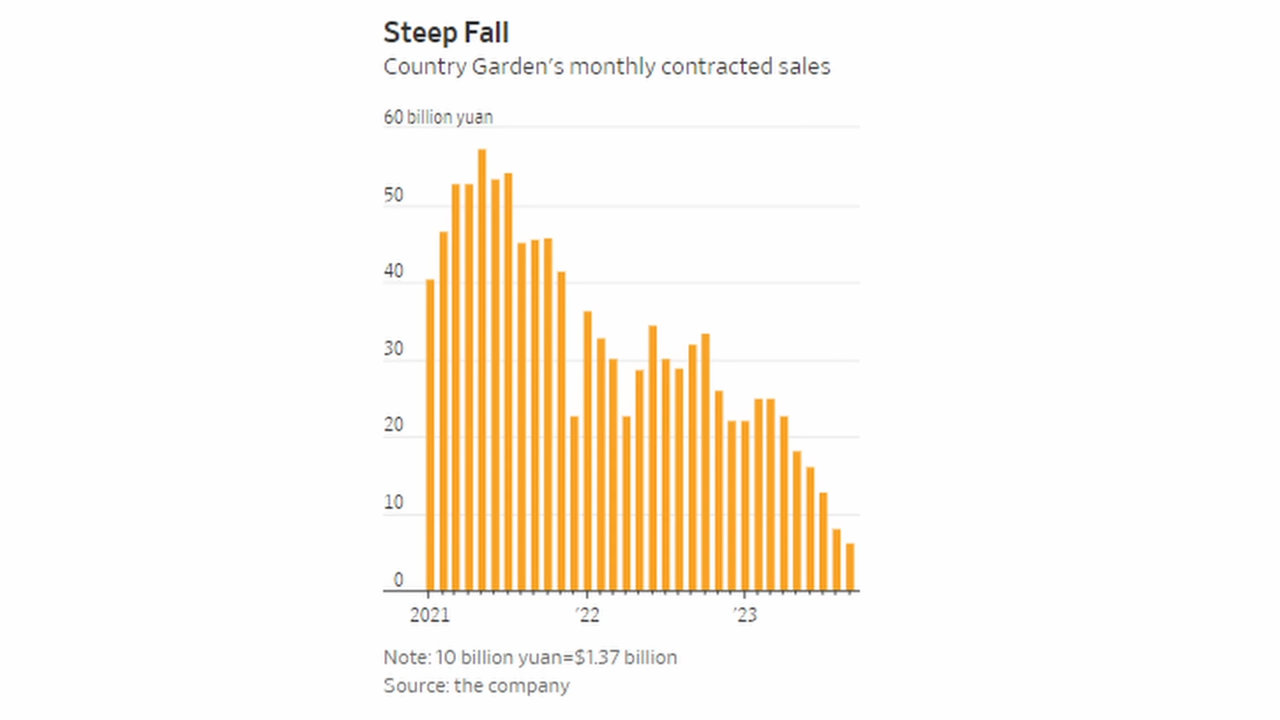 Steep Fall
Country Garden’s monthly contracted sales
60 billion yuan
50
40
30
20
10
0
2021 ’22 ’23
Note: 10 billion yuan=$1.37 billion
Source: the company